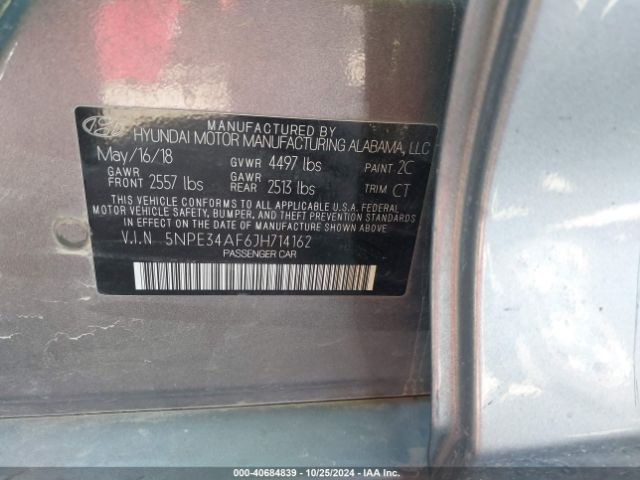 MANUFACTURED BY
HYUNDAI MOTOR MANUFACTURING ALABAMA, LLC
May/16/18 GVWR 4497 lbs PAINT 2C
GAWR FRONT 2557 lbs GAWR REAR 2513 lbs TRIM CT
THIS VEHICLE CONFORMS TO ALL APPLICABLE U.S.A. FEDERAL
MOTOR VEHICLE SAFETY, BUMPER, AND THEFT PREVENTION STANDARDS
IN EFFECT ON THE DATE OF MANUFACTURE SHOWN ABOVE.
V.I.N 5NPE34AF6JH714162
PASSENGER CAR
000-40684839 - 10/25/2024 - IAA Inc.